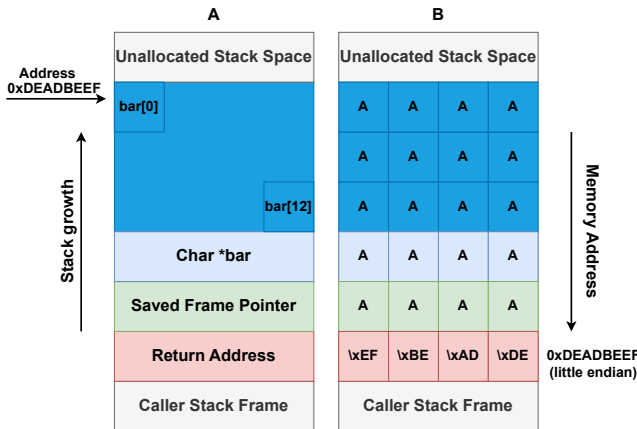 A
B
Unallocated Stack Space
Unallocated Stack Space
Address
0xDEADBEEF
bar[0]
A A A A
A A A A
bar[12]
A A A A
Stack growth
Memory Address
Char *bar
A A A A
Saved Frame Pointer
A A A A
Return Address
\xEF \xBE \xAD \xDE
0xDEADBEEF
(little endian)
Caller Stack Frame
Caller Stack Frame